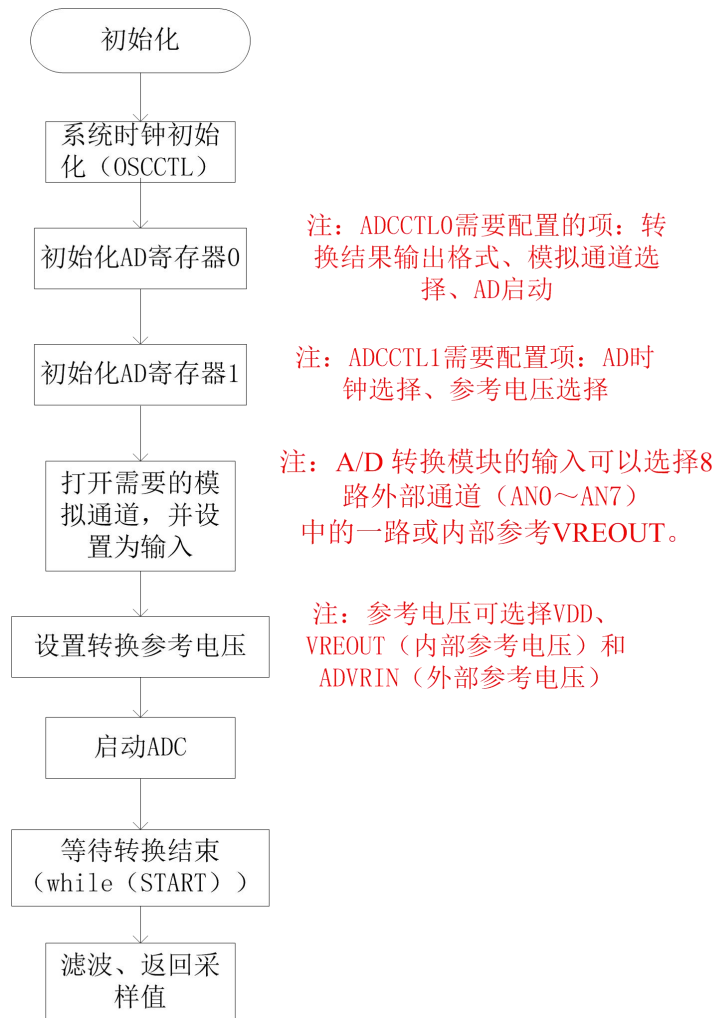 初始化
系统时钟初始
化（OSCCTL）
初始化AD寄存器0
注：ADCCTL0需要配置的项：转
换结果输出格式、模拟通道选
择、AD启动
初始化AD寄存器1
注：ADCCTL1需要配置项：AD时
钟选择、参考电压选择
打开需要的模
拟通道，并设
置为输入
注：A/D 转换模块的输入可以选择8
路外部通道（AN0～AN7）
中的一路或内部参考VREOUT。
设置转换参考电压
注：参考电压可选择VDD、
VREOUT（内部参考电压）和
ADVRIN（外部参考电压）
启动ADC
等待转换结束
（while（START））
滤波、返回采
样值